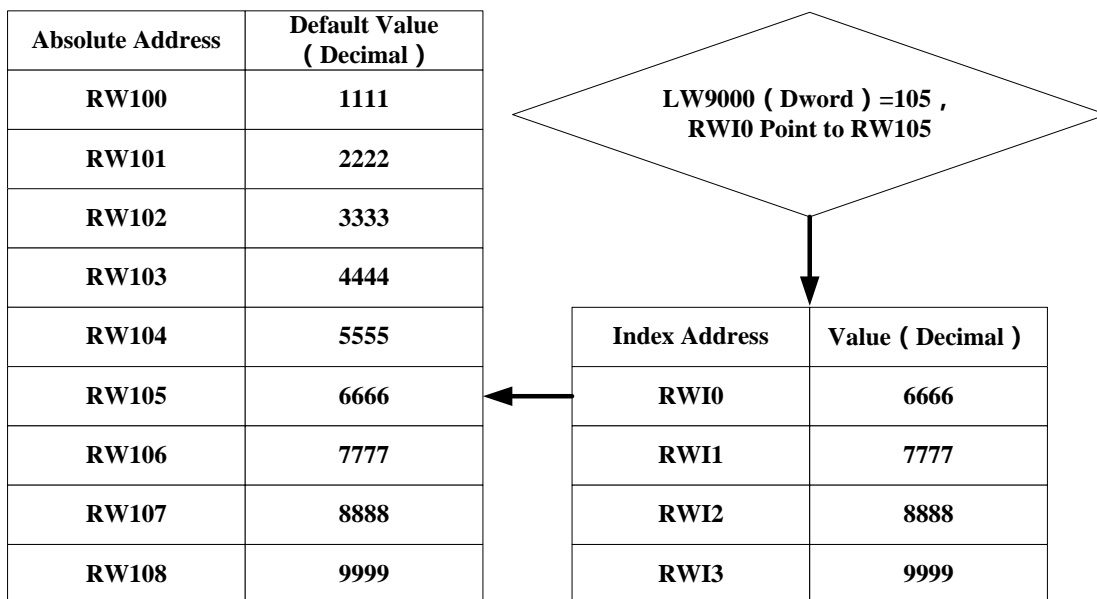 Absolute Address Default Value
( Decimal )
RW100 1111
RW101 2222
RW102 3333
RW103 4444
RW104 5555
RW105 6666
RW106 7777
RW107 8888
RW108 9999
LW9000 ( Dword ) =105 ,
RWI0 Point to RW105
Index Address Value ( Decimal )
RWI0 6666
RWI1 7777
RWI2 8888
RWI3 9999